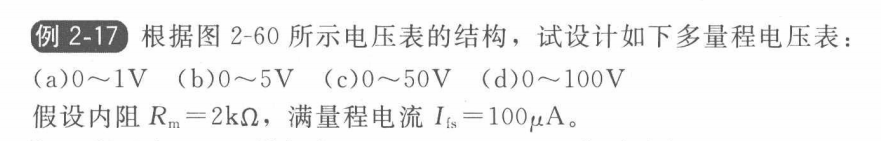 例 2-17 根据图 2-60 所示电压表的结构，试设计如下多量程电压表：
(a)0～1V (b)0～5V (c)0～50V (d)0～100V
假设内阻 Rₘ＝2kΩ，满量程电流 I_fs＝100μA。